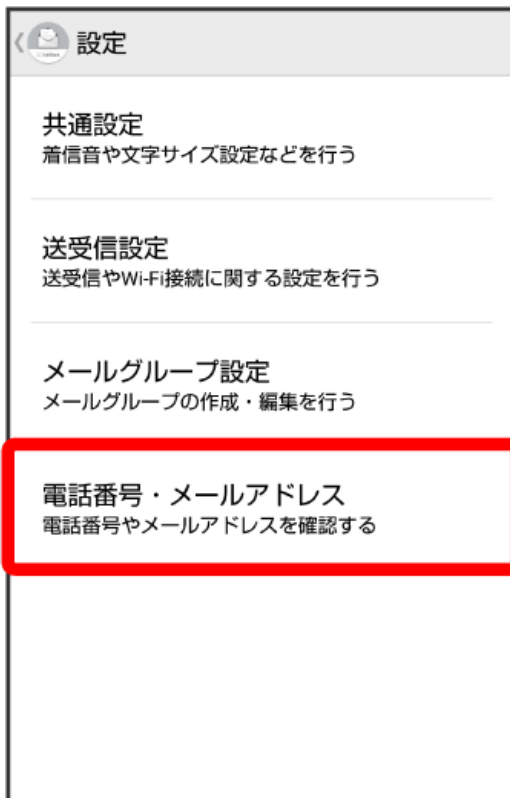 設定
共通設定
着信音や文字サイズ設定などを行う
送受信設定
送受信やWi-Fi接続に関する設定を行う
メールグループ設定
メールグループの作成・編集を行う
電話番号・メールアドレス
電話番号やメールアドレスを確認する